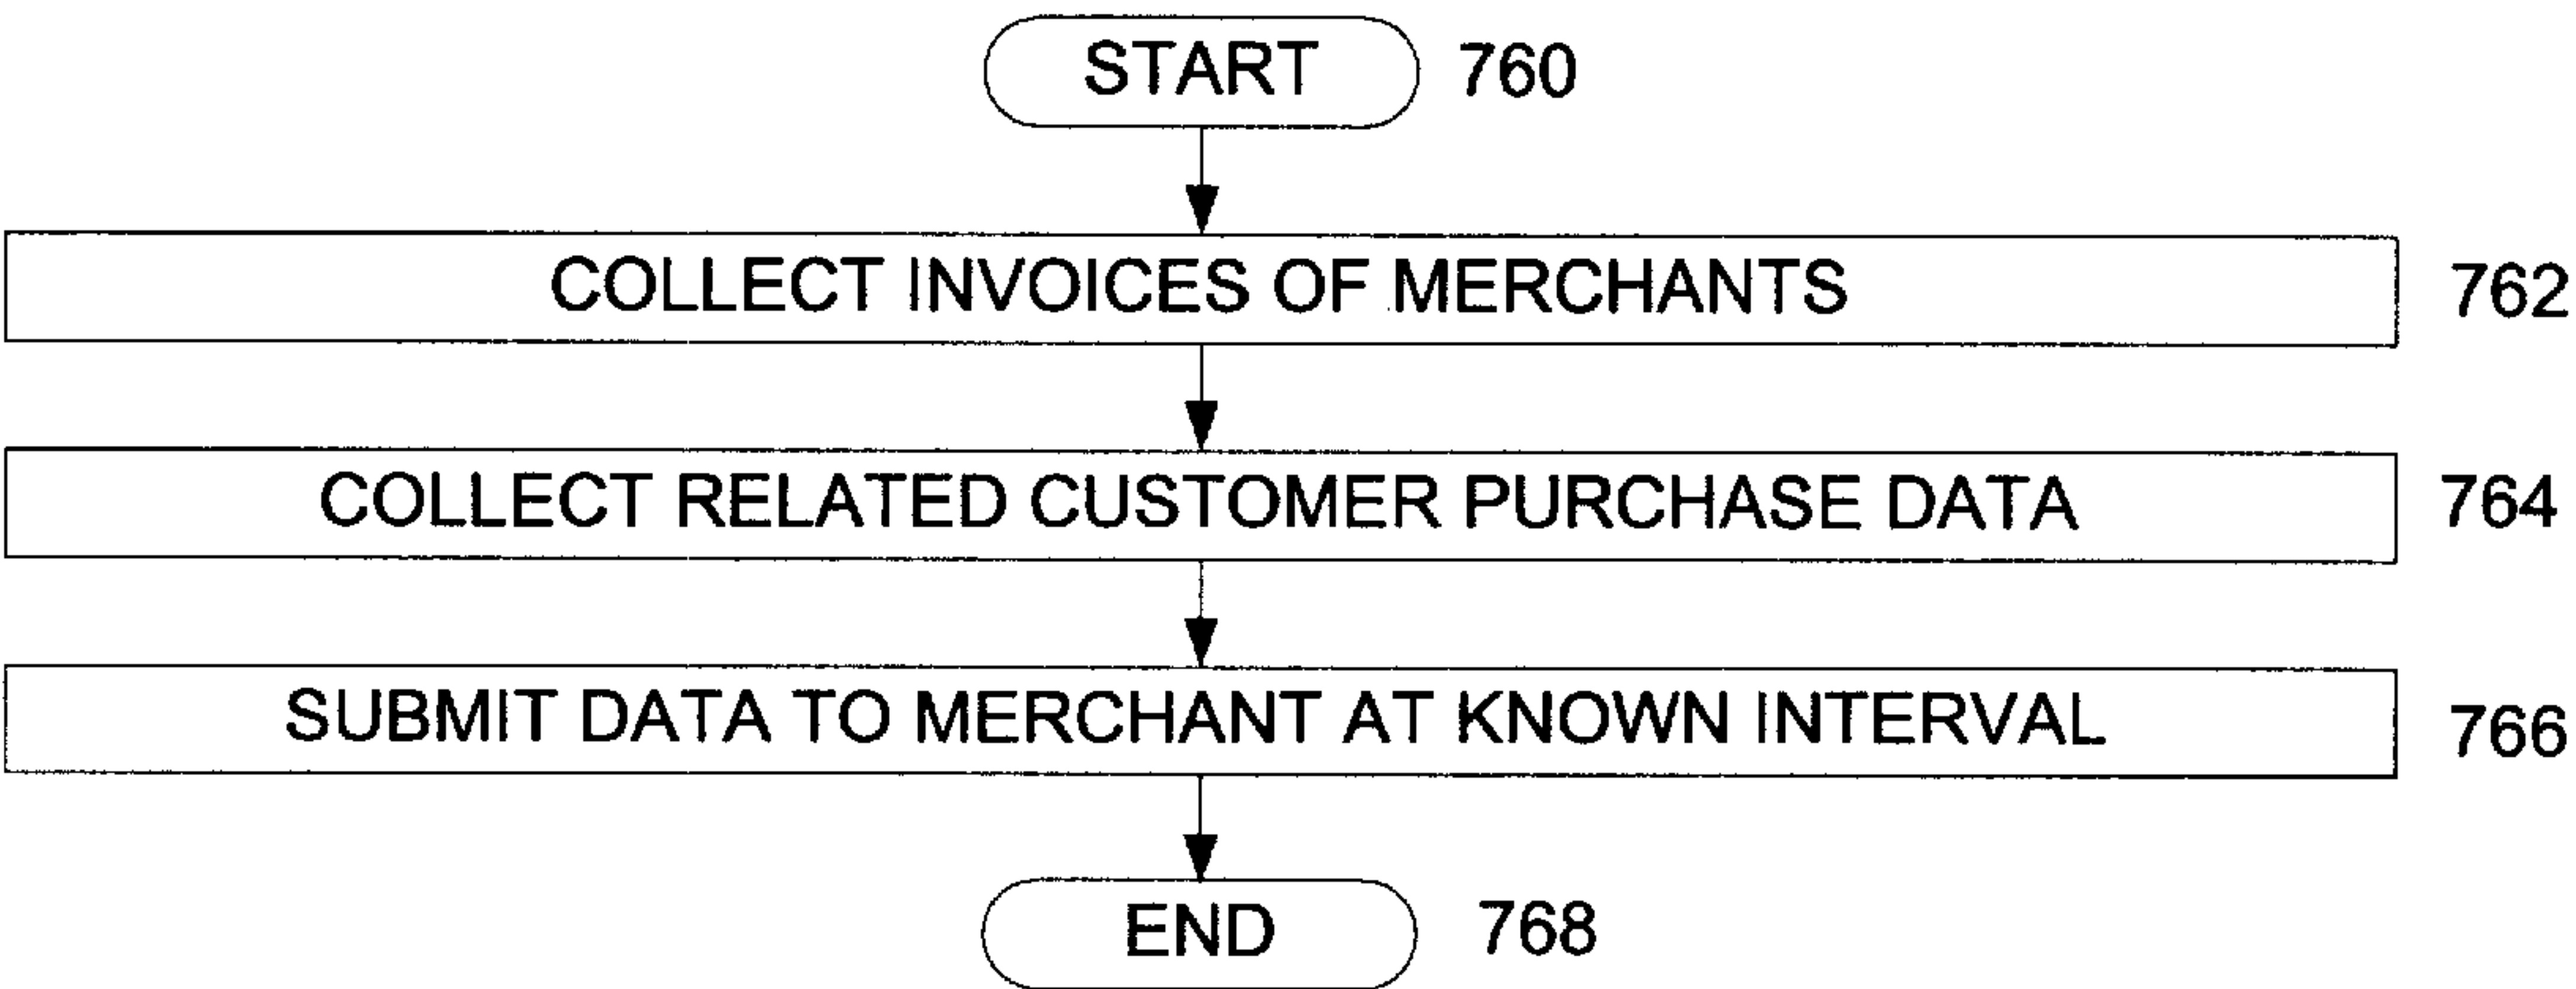 START 760
COLLECT INVOICES OF MERCHANTS 762
COLLECT RELATED CUSTOMER PURCHASE DATA 764
SUBMIT DATA TO MERCHANT AT KNOWN INTERVAL 766
END 768